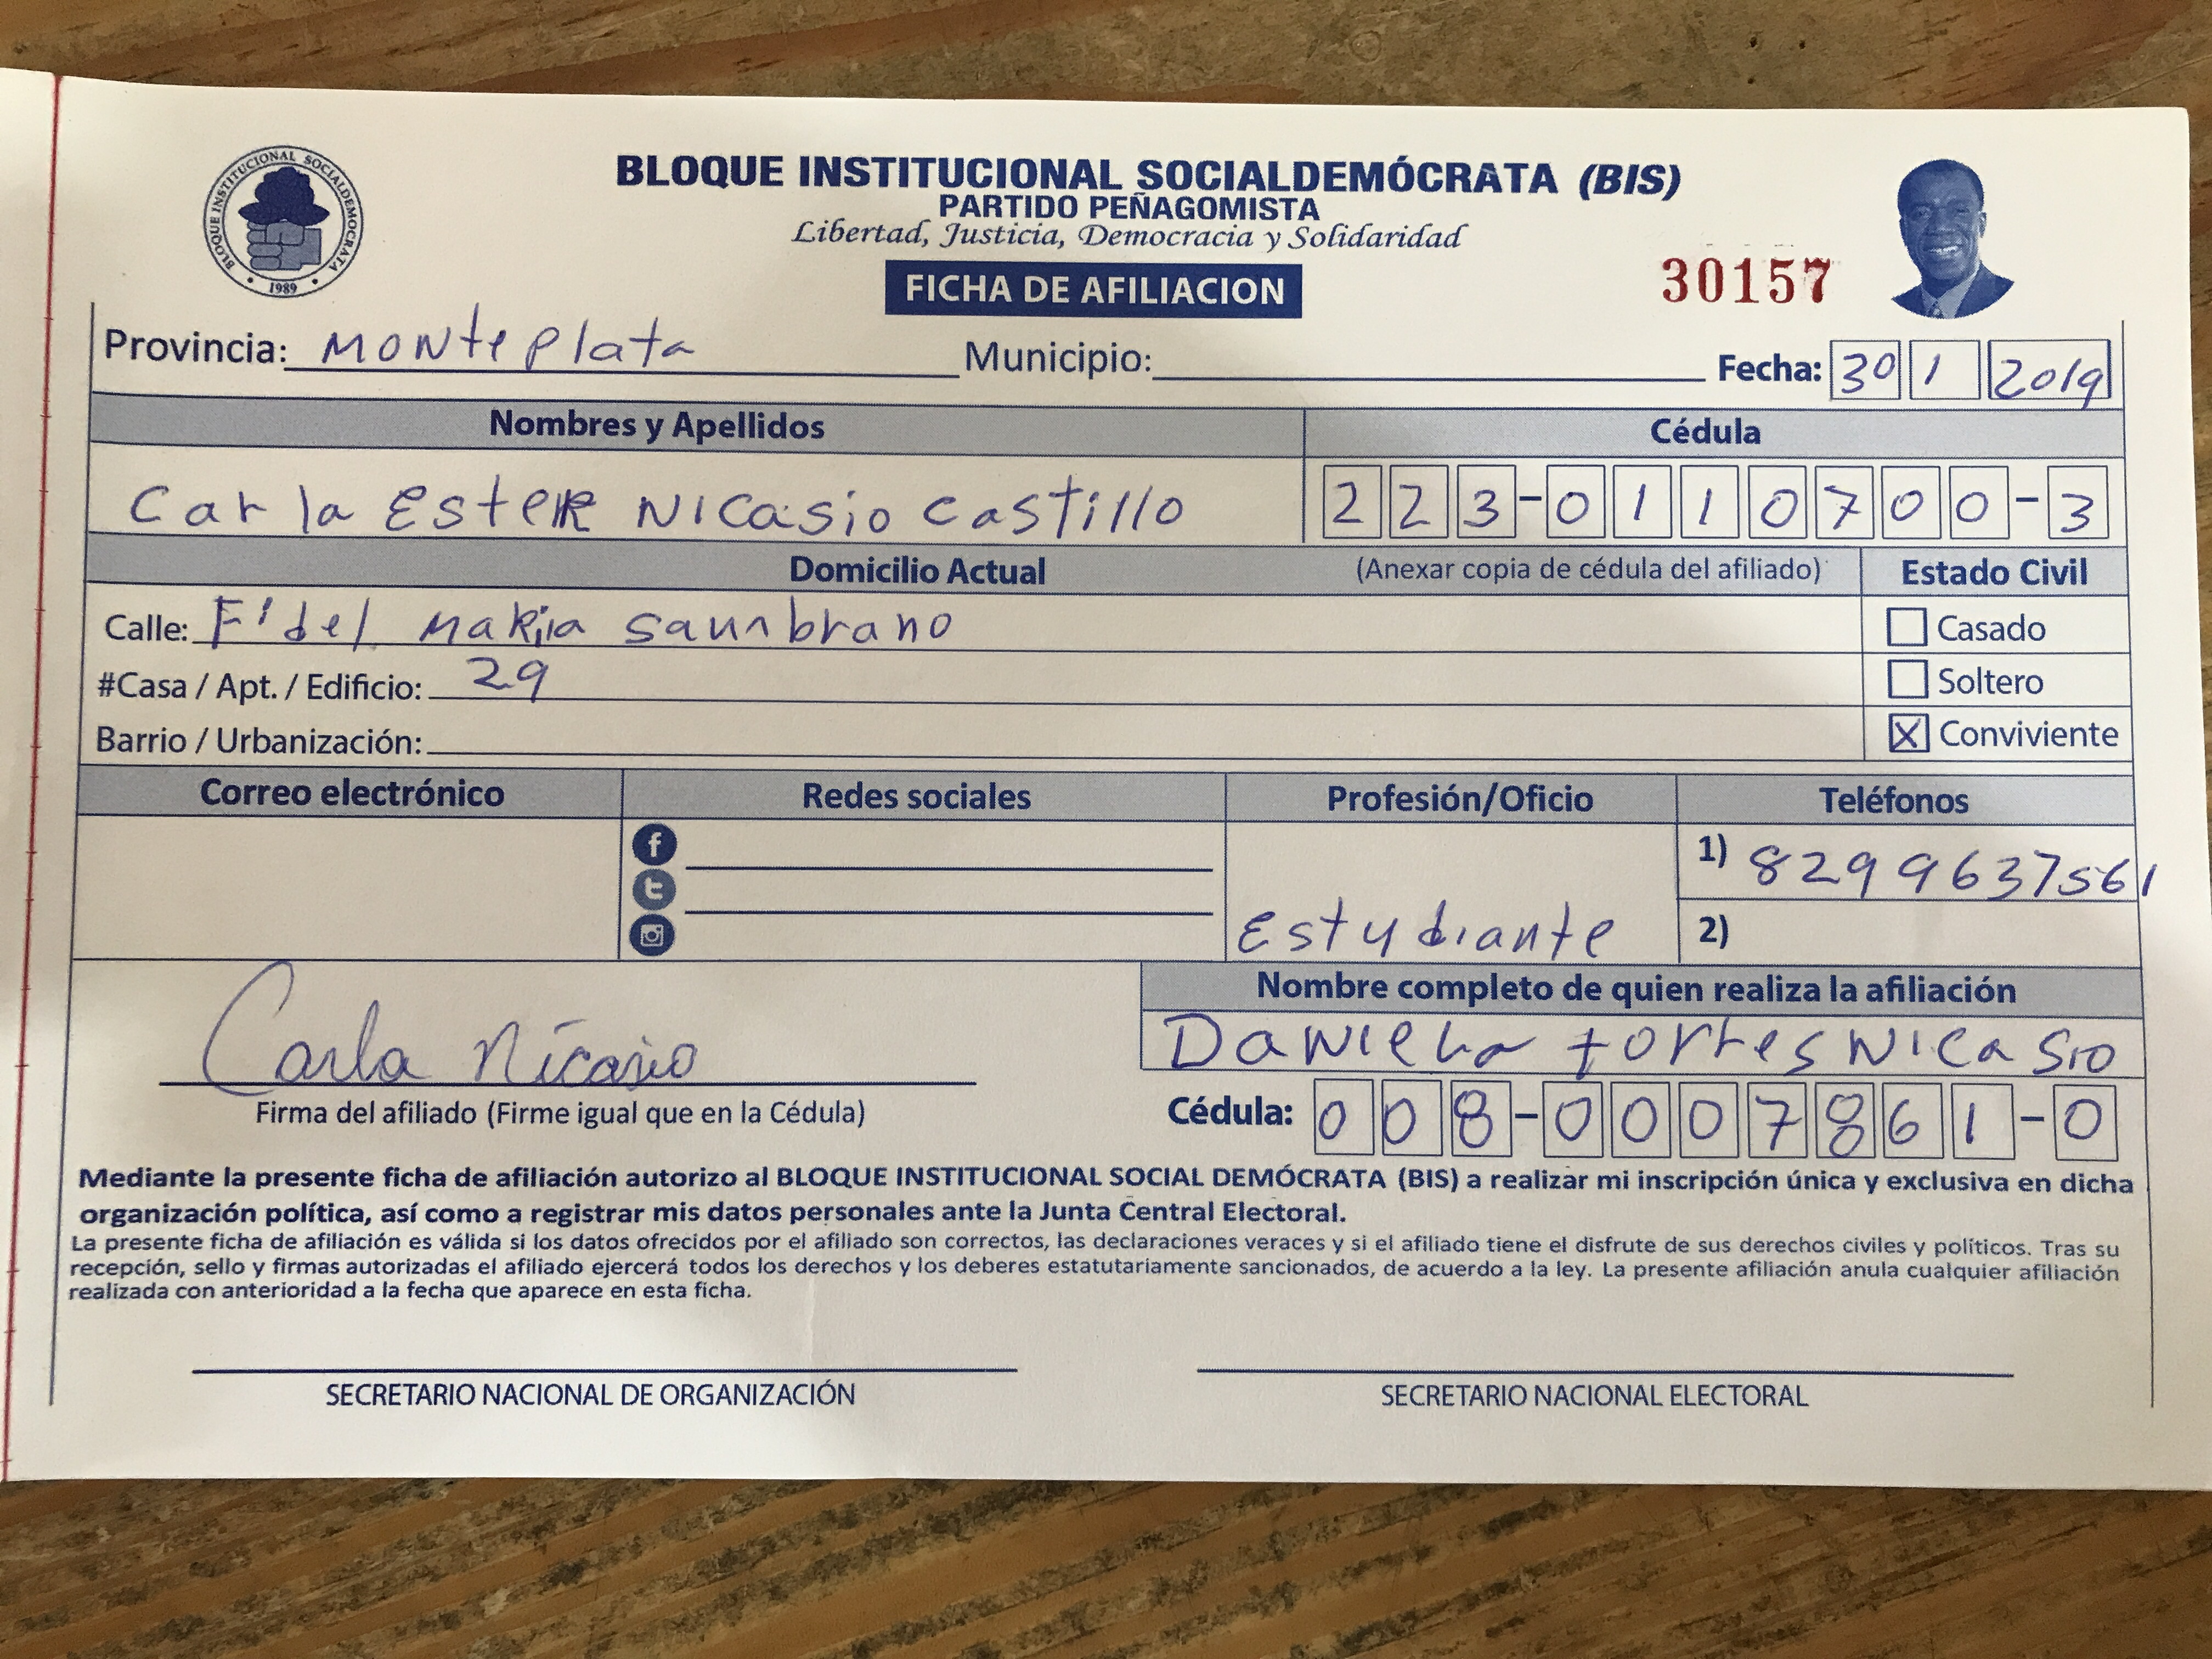 BLOQUE INSTITUCIONAL SOCIALDEMOCRATA
1989
BLOQUE INSTITUCIONAL SOCIALDEMÓCRATA (BIS)
PARTIDO PEÑAGOMISTA
Libertad, Justicia, Democracia y Solidaridad
FICHA DE AFILIACION
30157
Provincia: Monte Plata Municipio: Fecha: 30 1 2019
Nombres y Apellidos Cédula
Carla Ester Nicasio Castillo 223-0110700-3
Domicilio Actual (Anexar copia de cédula del afiliado) Estado Civil
Calle: Fidel Maria Saunbrano Casado
#Casa / Apt. / Edificio: 29 Soltero
Barrio / Urbanización: X Conviviente
Correo electrónico Redes sociales Profesión/Oficio Teléfonos
1) 8299637561
Estudiante 2)
Nombre completo de quien realiza la afiliación
Carla Nicasio Daniela torres Nicasio
Firma del afiliado (Firme igual que en la Cédula) Cédula: 008-0007861-0
Mediante la presente ficha de afiliación autorizo al BLOQUE INSTITUCIONAL SOCIAL DEMÓCRATA (BIS) a realizar mi inscripción única y exclusiva en dicha
organización política, así como a registrar mis datos personales ante la Junta Central Electoral.
La presente ficha de afiliación es válida si los datos ofrecidos por el afiliado son correctos, las declaraciones veraces y si el afiliado tiene el disfrute de sus derechos civiles y políticos. Tras su
recepción, sello y firmas autorizadas el afiliado ejercerá todos los derechos y los deberes estatutariamente sancionados, de acuerdo a la ley. La presente afiliación anula cualquier afiliación
realizada con anterioridad a la fecha que aparece en esta ficha.
SECRETARIO NACIONAL DE ORGANIZACIÓN SECRETARIO NACIONAL ELECTORAL